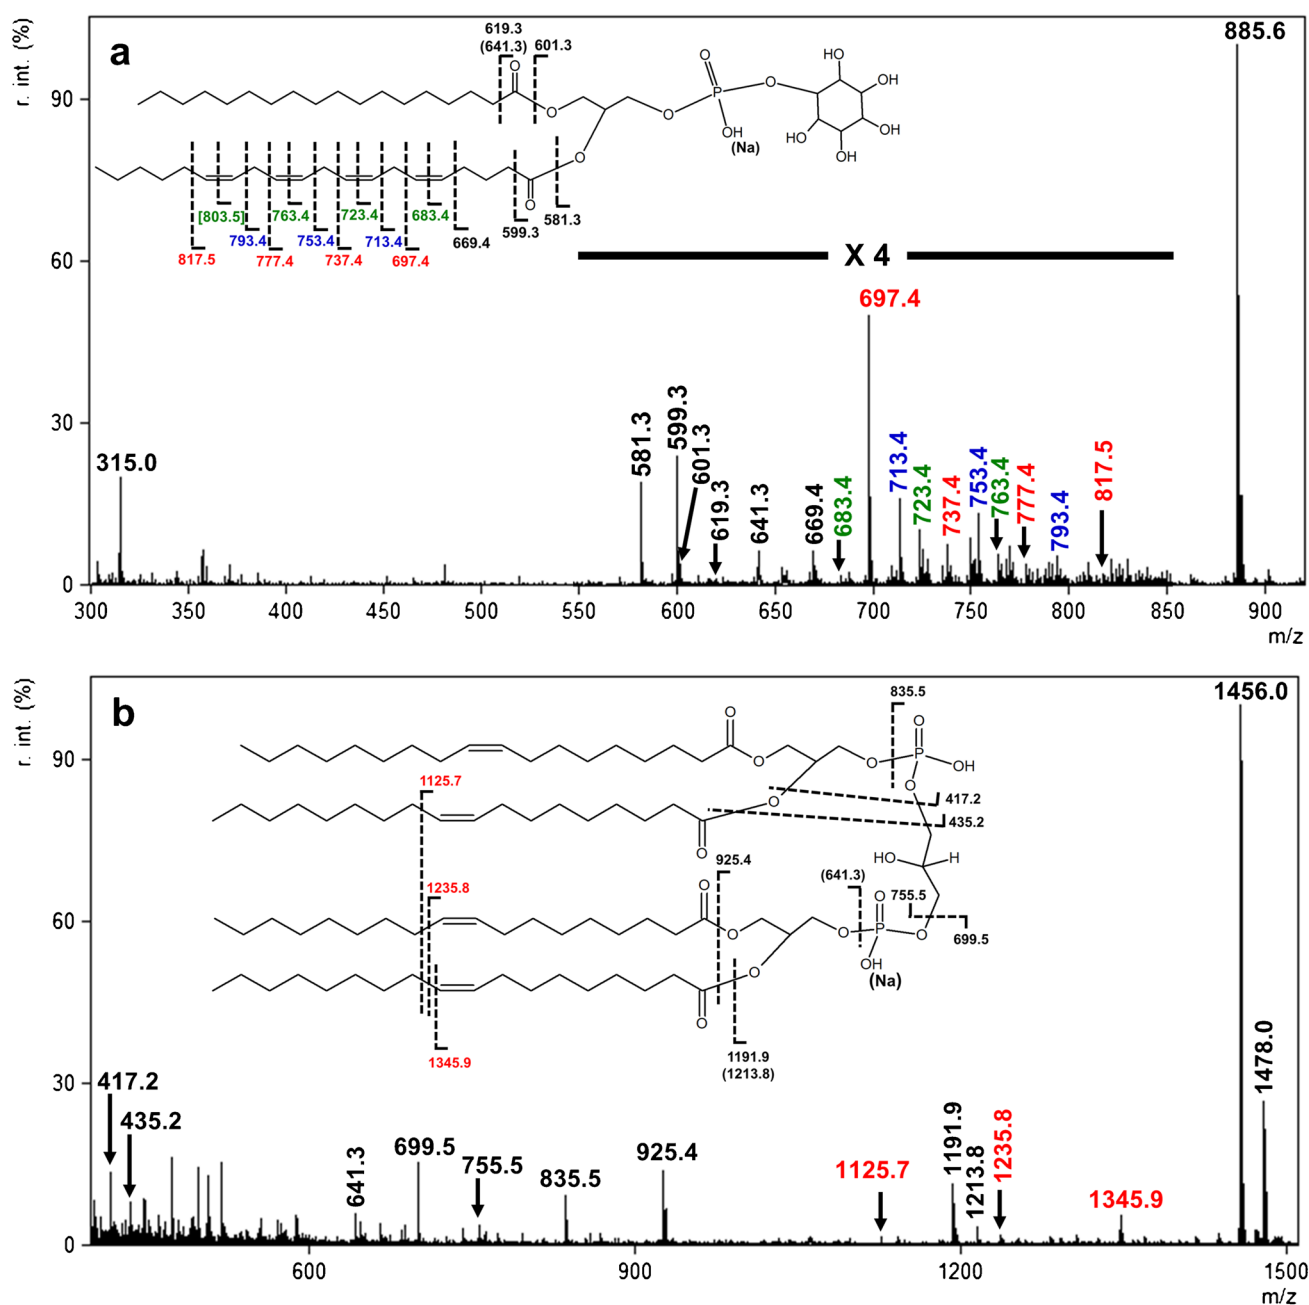 r. int. (%)
a
90
60
30
0
619.3
(641.3)
601.3
O
O
O
O
O
P
O
OH
(Na)
HO
OH
OH
OH
HO
[803.5]
763.4
723.4
683.4
793.4
753.4
713.4
669.4
817.5
777.4
737.4
697.4
599.3
581.3
X 4
885.6
697.4
315.0
581.3
599.3
601.3
619.3
641.3
669.4
683.4
713.4
723.4
737.4
753.4
763.4
777.4
793.4
817.5
300
350
400
450
500
550
600
650
700
750
800
850
900
m/z
r. int. (%)
b
90
60
30
0
835.5
O
O
O
O
P
OH
O
O
O
1125.7
417.2
435.2
HO
H
925.4
(641.3)
755.5
699.5
1235.8
O
O
O
O
P
O
OH
(Na)
O
O
1345.9
1191.9
(1213.8)
1456.0
1478.0
417.2
435.2
641.3
699.5
755.5
835.5
925.4
1125.7
1191.9
1213.8
1235.8
1345.9
600
900
1200
1500
m/z